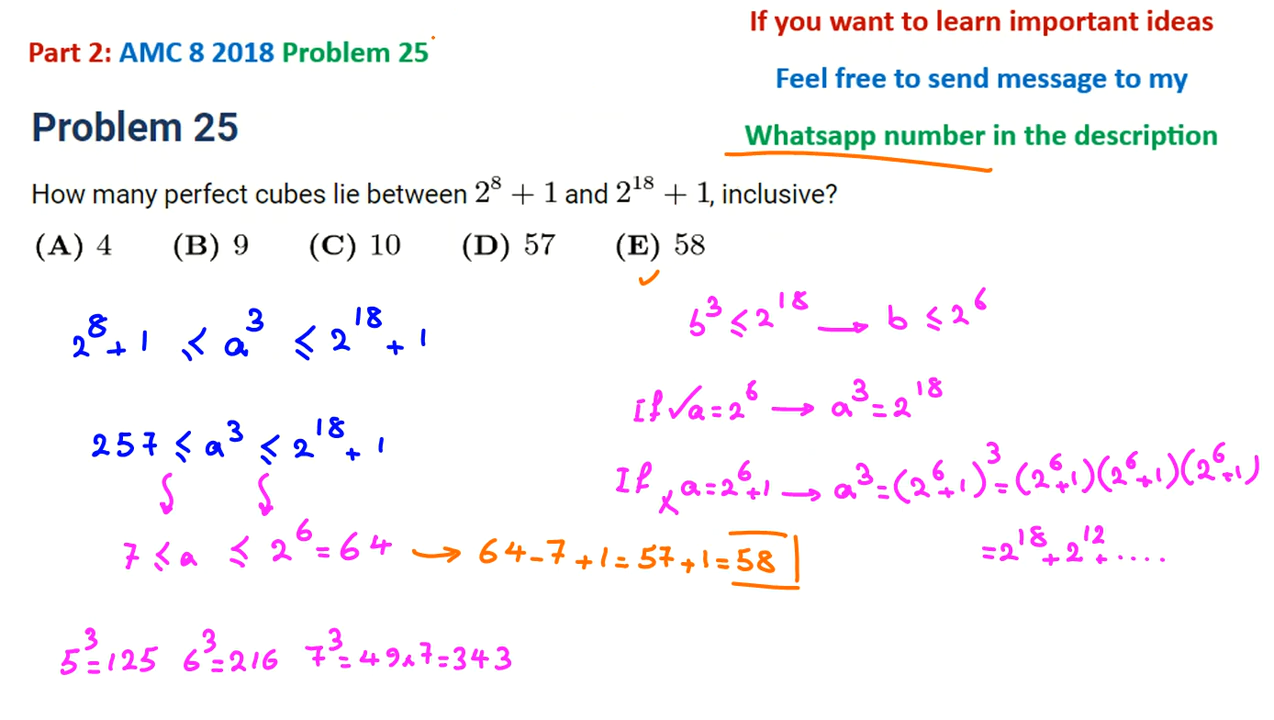 Part 2: AMC 8 2018 Problem 25
If you want to learn important ideas
Feel free to send message to my
Whatsapp number in the description
Problem 25
How many perfect cubes lie between 2^8 + 1 and 2^18 + 1, inclusive?
(A) 4 (B) 9 (C) 10 (D) 57 (E) 58
2^8 + 1 ≤ a^3 ≤ 2^18 + 1
257 ≤ a^3 ≤ 2^18 + 1
7 ≤ a ≤ 2^6 = 64 → 64 - 7 + 1 = 57 + 1 = 58
5^3 = 125 6^3 = 216 7^3 = 49 x 7 = 343
b^3 ≤ 2^18 → b ≤ 2^6
If ✓ a = 2^6 → a^3 = 2^18
If x a = 2^6 + 1 → a^3 = (2^6 + 1)^3 = (2^6 + 1)(2^6 + 1)(2^6 + 1)
= 2^18 + 2^12 + ....